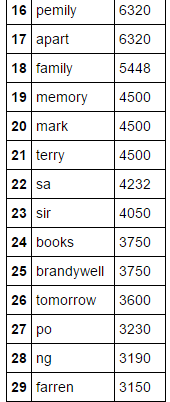 16 pemily 6320
17 apart 6320
18 family 5448
19 memory 4500
20 mark 4500
21 terry 4500
22 sa 4232
23 sir 4050
24 books 3750
25 brandywell 3750
26 tomorrow 3600
27 po 3230
28 ng 3190
29 farren 3150